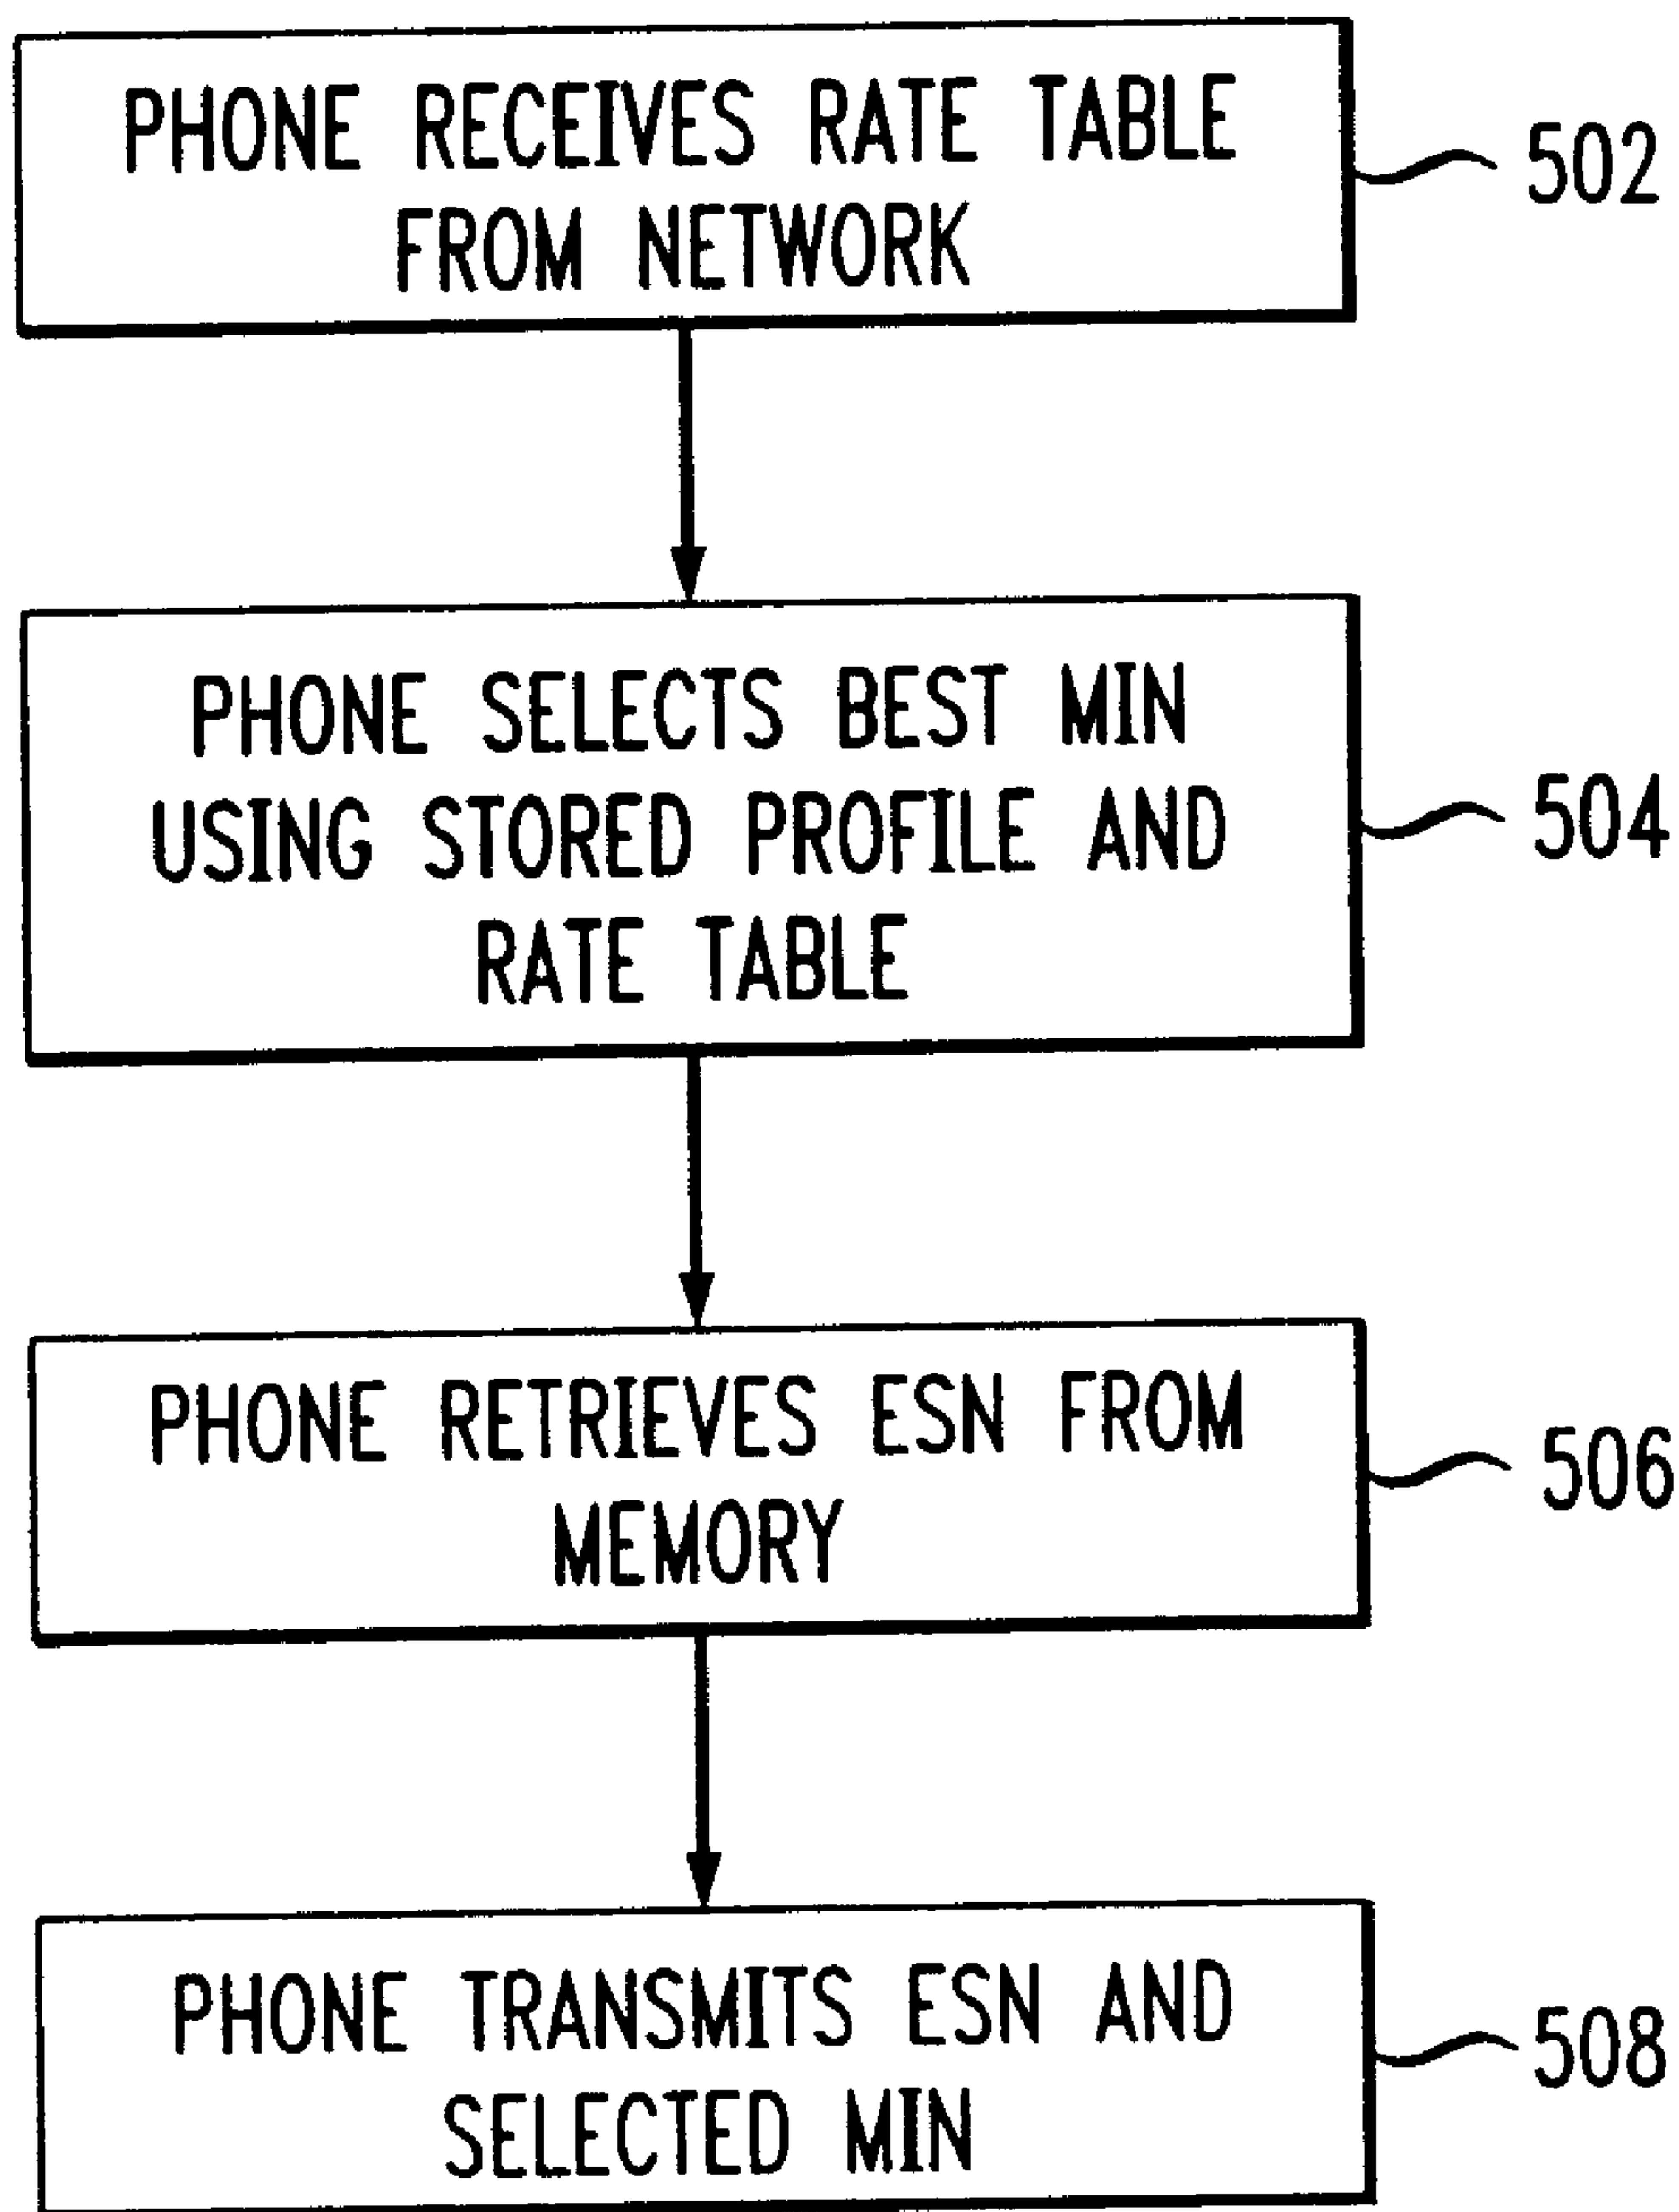 PHONE RECEIVES RATE TABLE
FROM NETWORK
502
PHONE SELECTS BEST MIN
USING STORED PROFILE AND
RATE TABLE
504
PHONE RETRIEVES ESN FROM
MEMORY
506
PHONE TRANSMITS ESN AND
SELECTED MIN
508